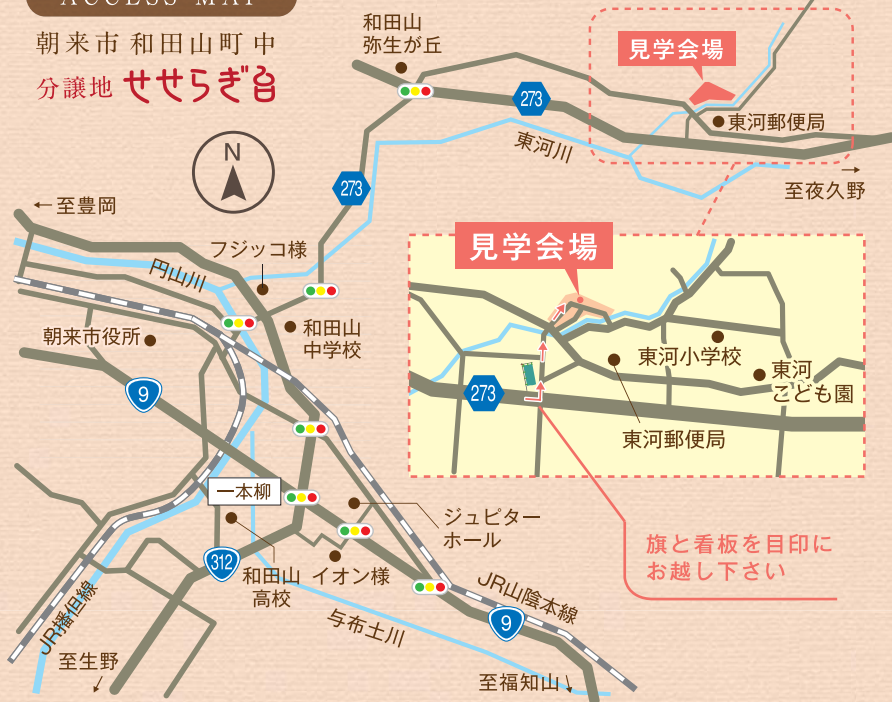 ACCESS MAP
朝来市 和田山町 中
分譲地 せせらぎ台
和田山
弥生が丘
見学会場
273
東河郵便局
東河川
至夜久野
N
273
←至豊岡
フジッコ様
円山川
見学会場
朝来市役所
和田山
中学校
東河小学校
東河
こども園
273
東河郵便局
9
一本柳
ジュピター
ホール
旗と看板を目印に
お越し下さい
312
和田山
高校
イオン様
JR山陰本線
JR播但線
与布土川
9
至生野
至福知山